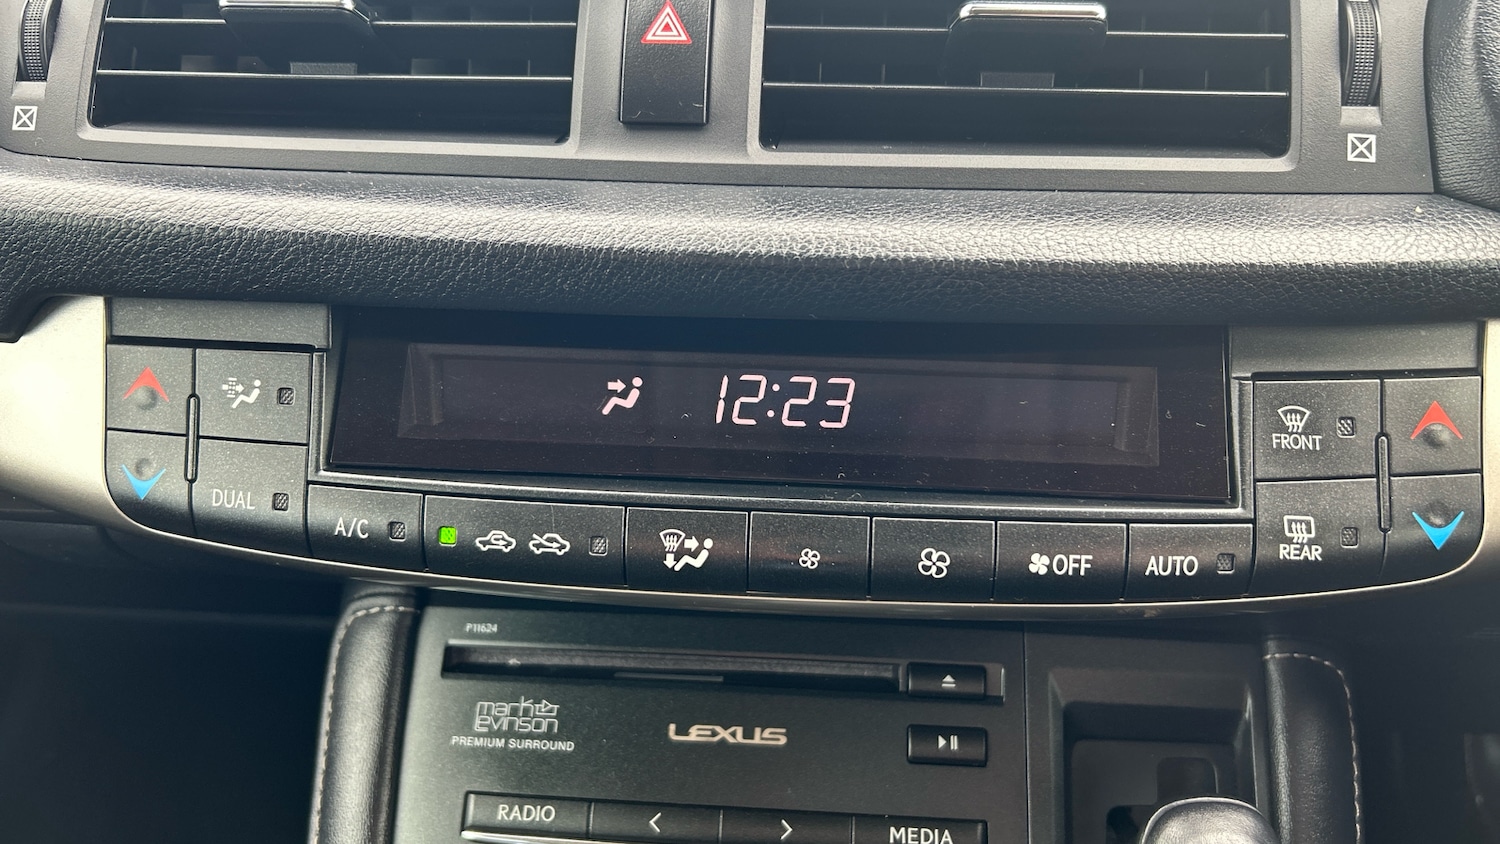 12:23
FRONT
DUAL
A/C
OFF
AUTO
REAR
P11624
mark
levinson
PREMIUM SURROUND
LEXUS
RADIO
MEDIA